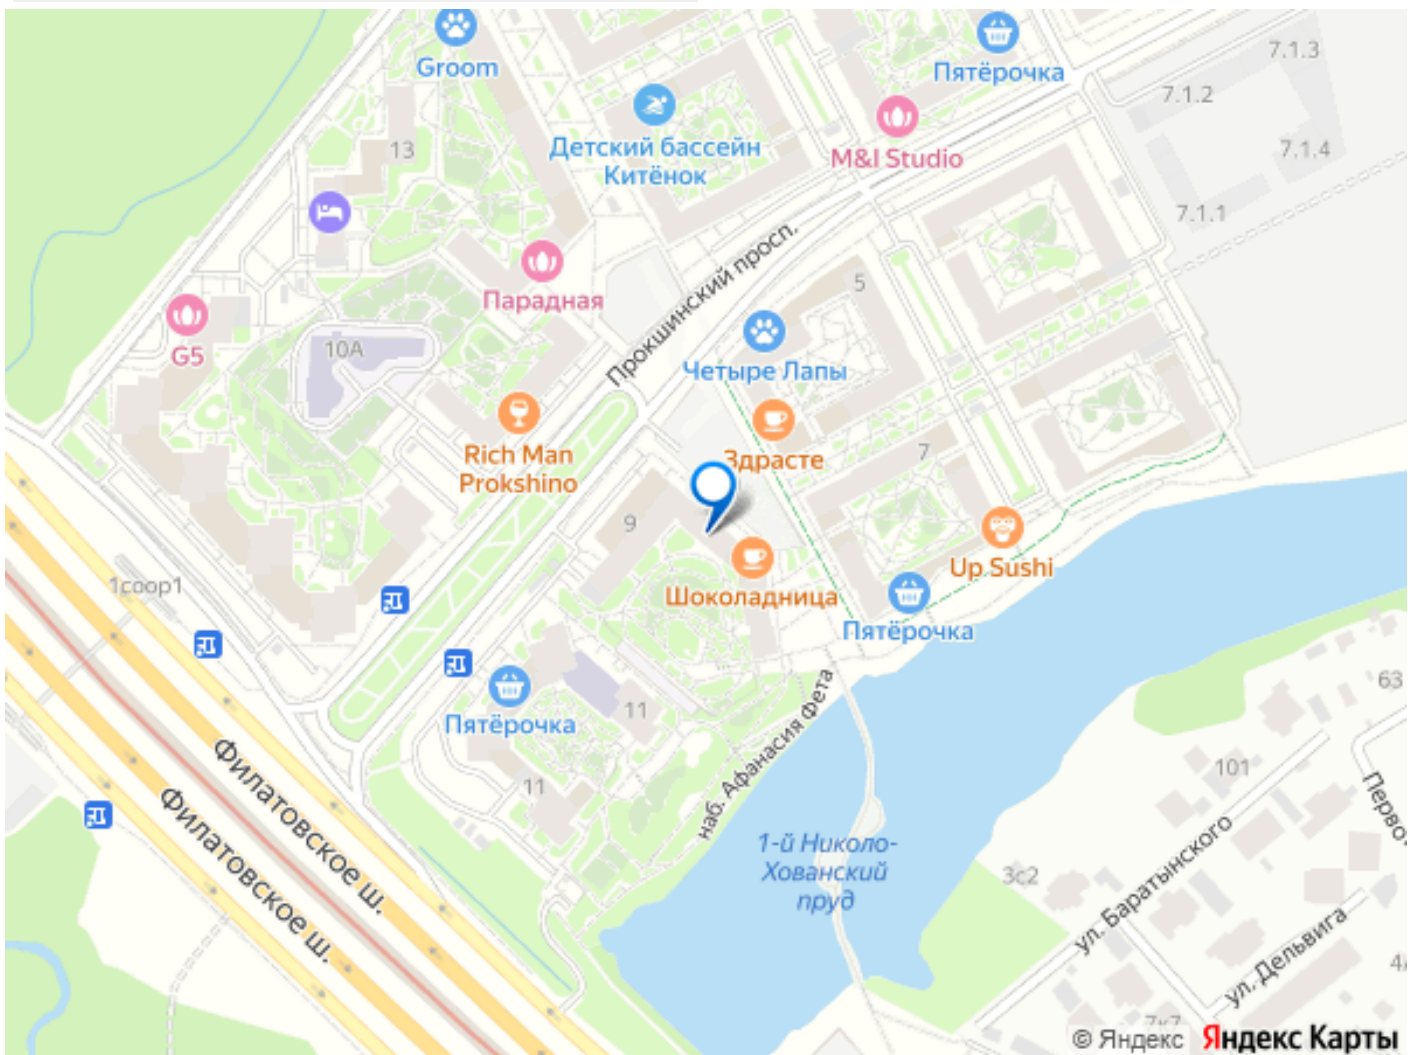 7.1.3
Groom
Пятёрочка
7.1.2
Детский бассейн
Китёнок
13
M&I Studio
7.1.4
7.1.1
Прокшинский просп.
Парадная
5
G5
10А
Четыре Лапы
Rich Man
Prokshino
Здрасте
7
9
Up Sushi
1coop1
Шоколадница
Пятёрочка
63
наб. Афанасия Фета
11
Пятёрочка
101
11
Филатовское ш.
Филатовское ш.
1-й Николо-
Хованский
пруд
3с2
ул. Баратынского
ул. Дельвига
© Яндекс
Яндекс Карты